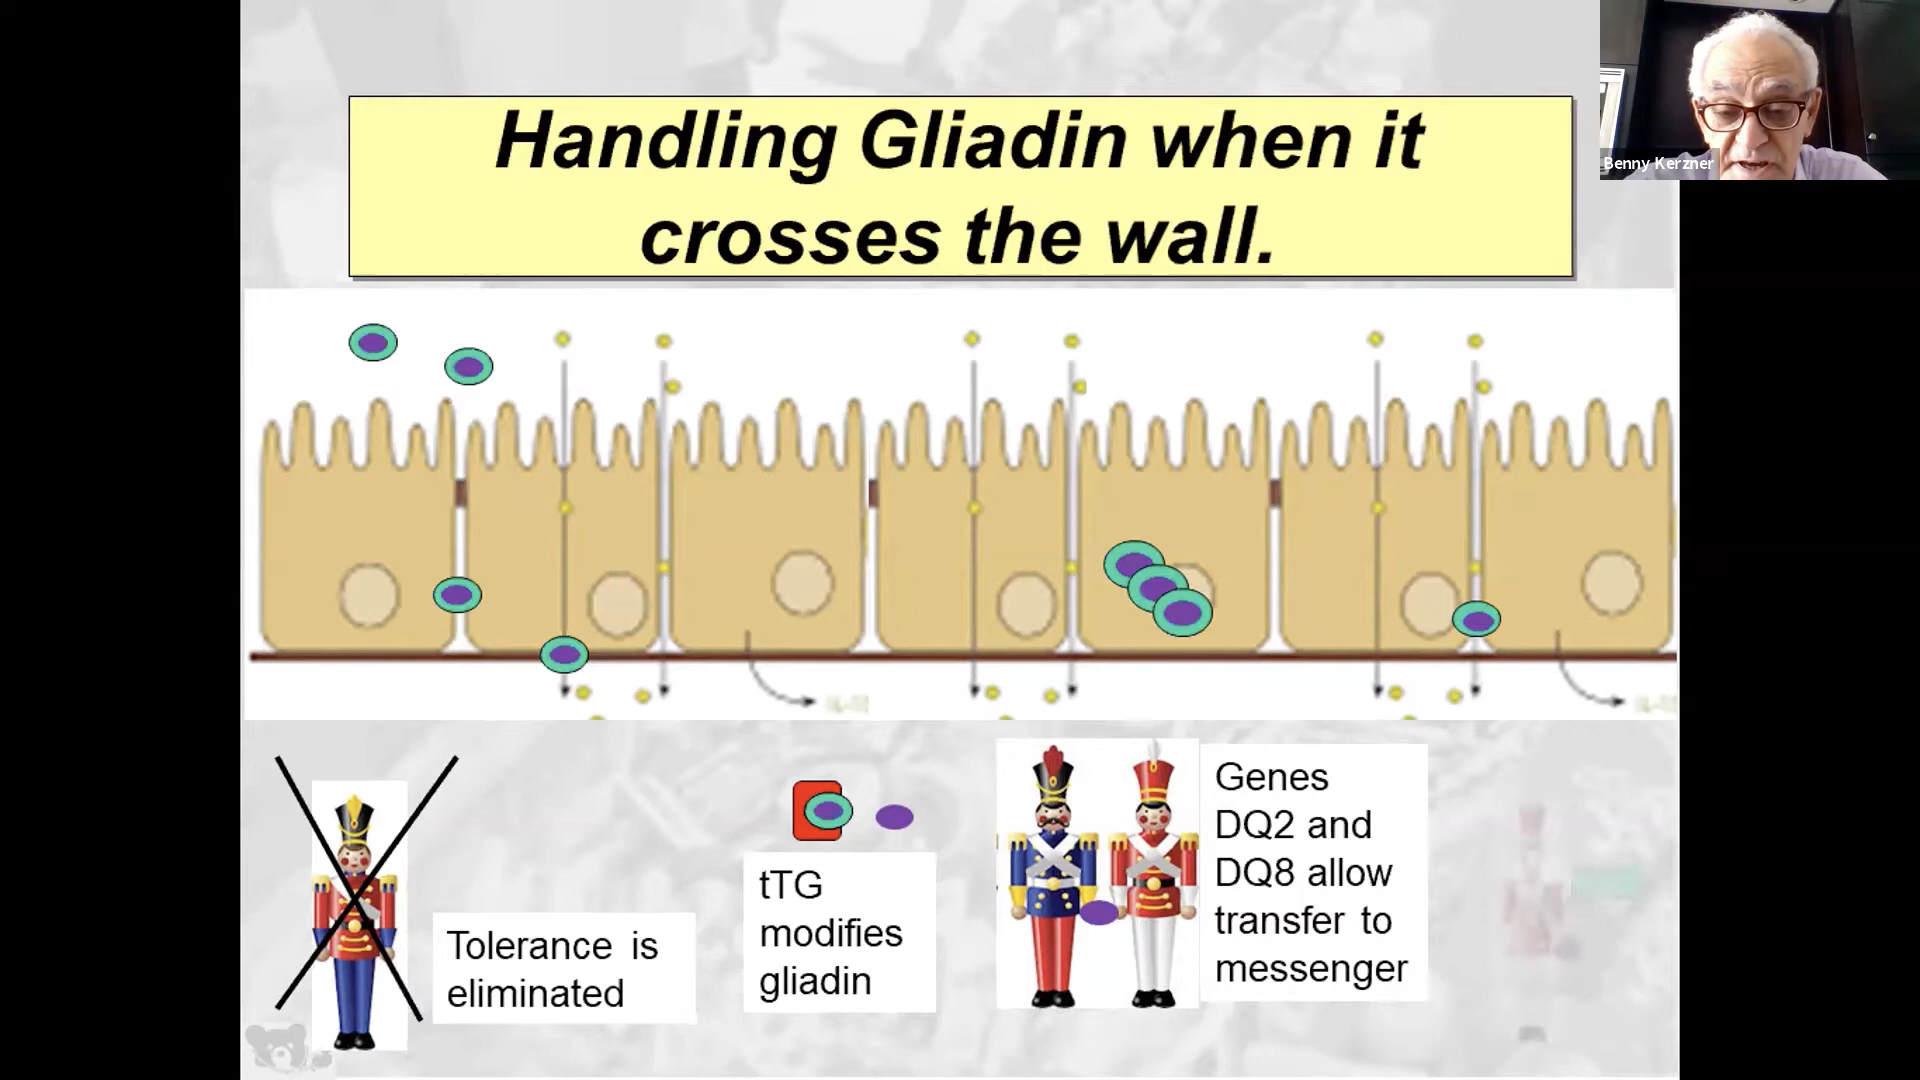 Handling Gliadin when it
crosses the wall.
Benny Kerzner
Tolerance is
eliminated
tTG
modifies
gliadin
Genes
DQ2 and
DQ8 allow
transfer to
messenger